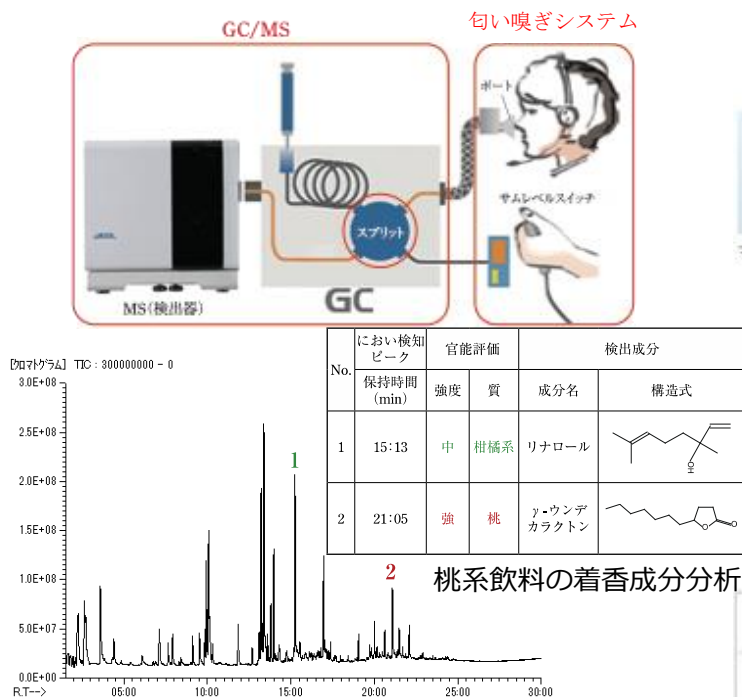 GC/MS
匂い嗅ぎシステム
ポート
サムレベルスイッチ
スプリット
MS(検出器)
GC
[クロマトグラム] TIC : 300000000 - 0
3.0E+08
2.5E+08
2.0E+08
1.5E+08
1.0E+08
5.0E+07
0.0E+00
R.T-->
05:00
10:00
15:00
20:00
25:00
30:00
1
2
No.
におい検知
ピーク
官能評価
検出成分
保持時間
(min)
強度
質
成分名
構造式
1
15:13
中
柑橘系
リナロール
OH
2
21:05
強
桃
γ-ウンデ
カラクトン
O
O
桃系飲料の着香成分分析